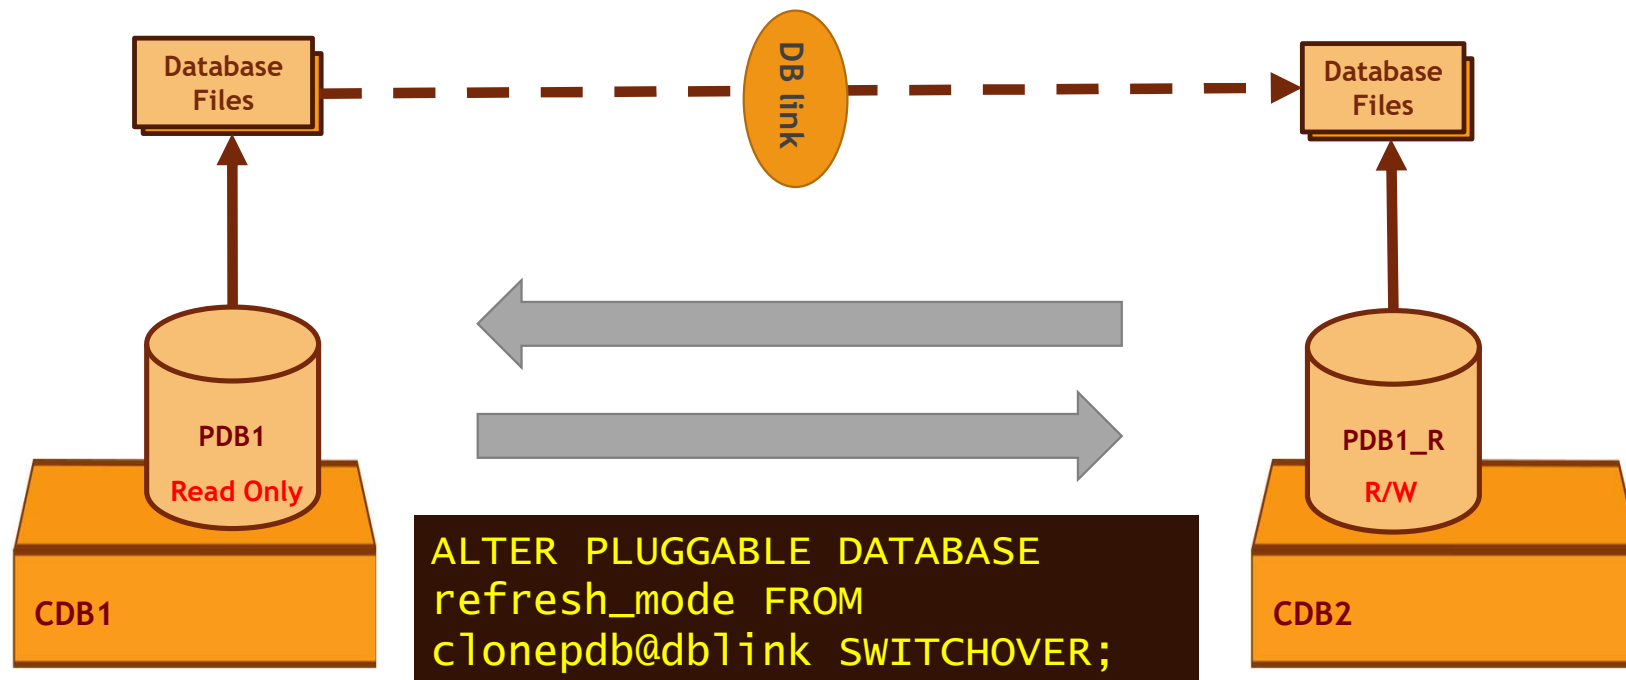 Database
Files
DB link
Database
Files
PDB1
Read Only
PDB1_R
R/W
CDB1
ALTER PLUGGABLE DATABASE
refresh_mode FROM
clonepdb@dblink SWITCHOVER;
CDB2